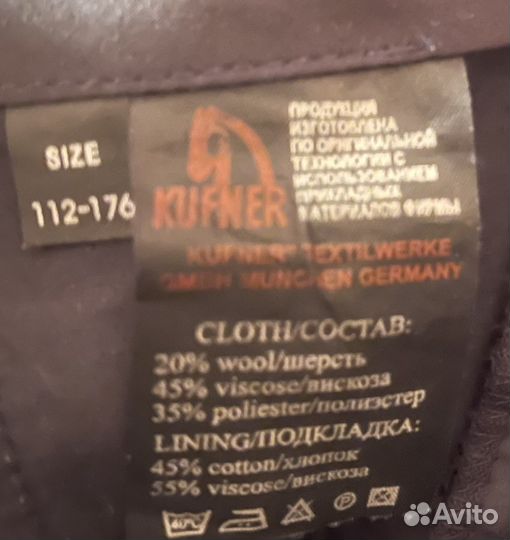 SIZE
112-176
KUFNER
ПРОДУКЦИЯ
ИЗГОТОВЛЕНА
ПО ОРИГИНАЛЬНОЙ
ТЕХНОЛОГИИ С
ИСПОЛЬЗОВАНИЕМ
ПРИКЛАДНЫХ
МАТЕРИАЛОВ ФИРМЫ
KUFNER TEXTILWERKE
GMBH MUNCHEN GERMANY
CLOTH/СОСТАВ:
20% wool/шерсть
45% viscose/вискоза
35% poliester/полиэстер
LINING/ПОДКЛАДКА:
45% cotton/хлопок
55% viscose/вискоза
P
Avito